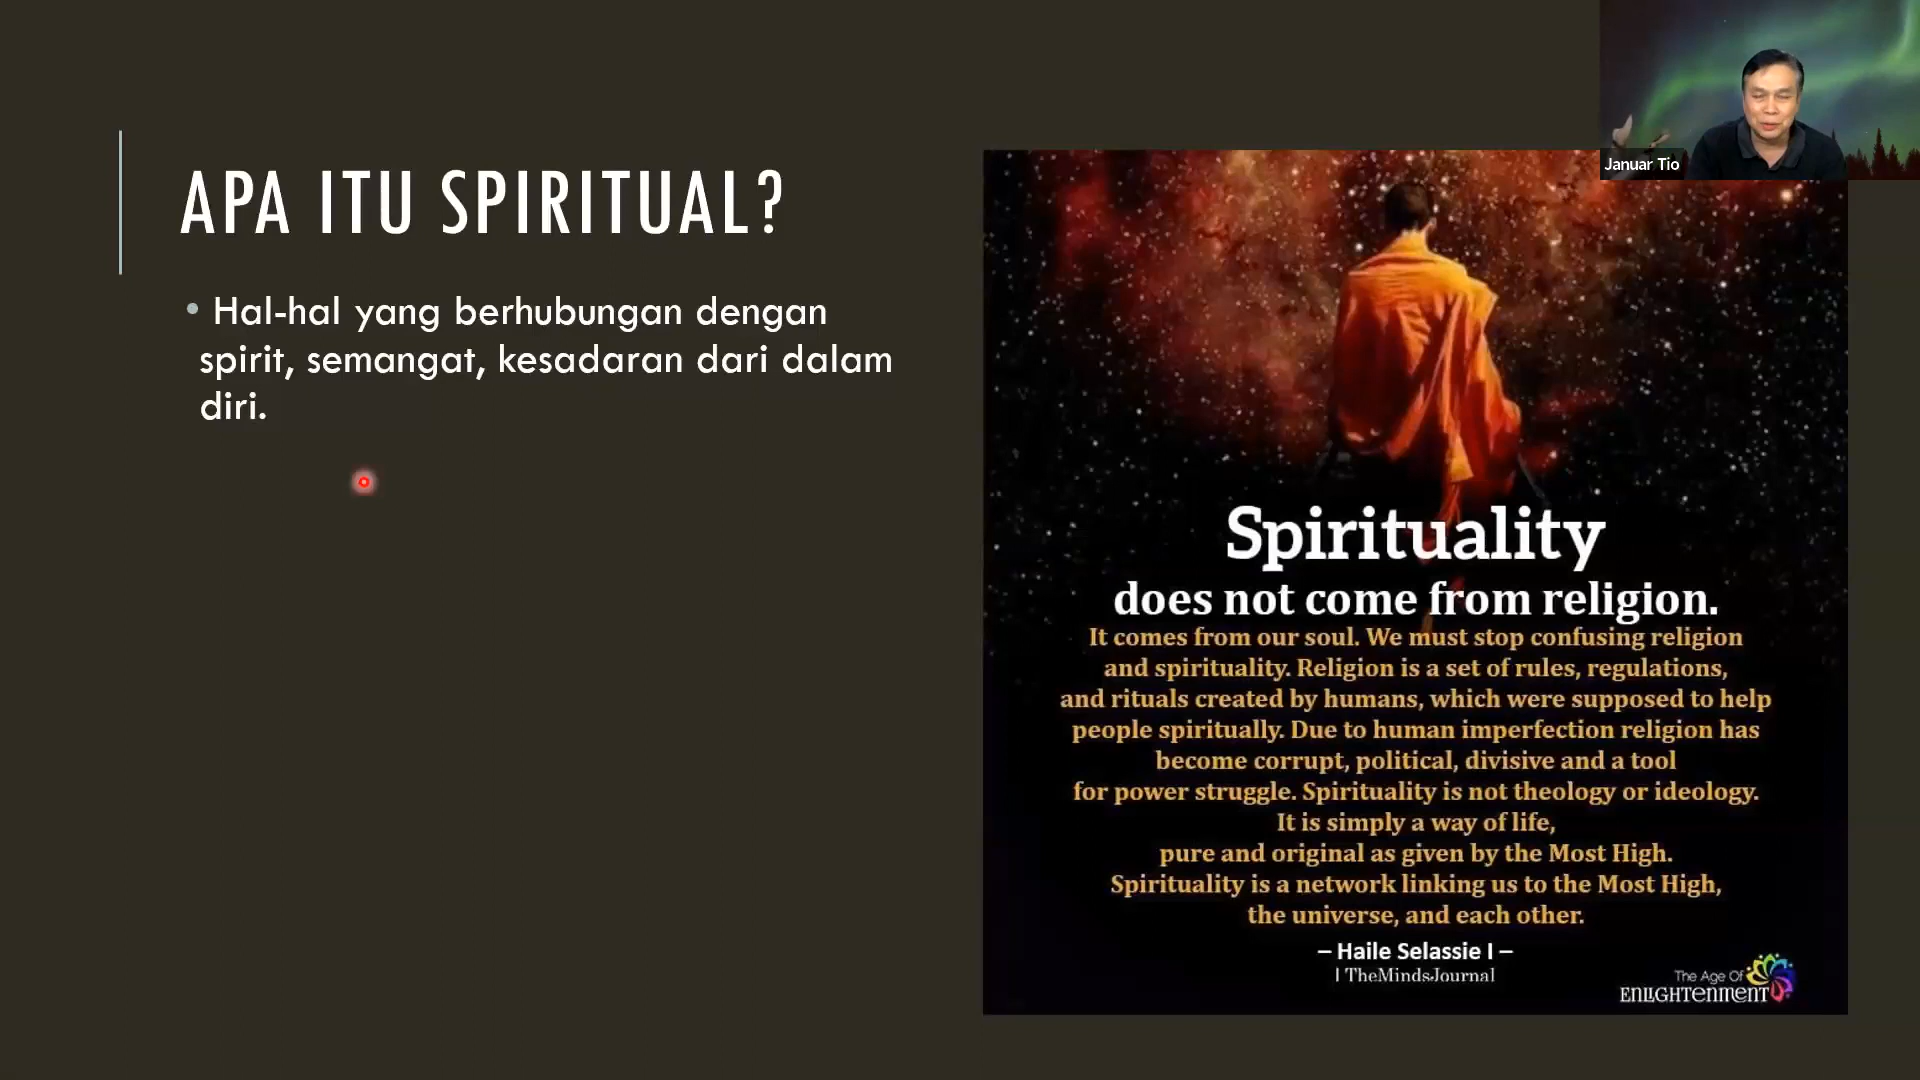 APA ITU SPIRITUAL?
• Hal-hal yang berhubungan dengan
spirit, semangat, kesadaran dari dalam
diri.
Januar Tio
Spirituality
does not come from religion.
It comes from our soul. We must stop confusing religion
and spirituality. Religion is a set of rules, regulations,
and rituals created by humans, which were supposed to help
people spiritually. Due to human imperfection religion has
become corrupt, political, divisive and a tool
for power struggle. Spirituality is not theology or ideology.
It is simply a way of life,
pure and original as given by the Most High.
Spirituality is a network linking us to the Most High,
the universe, and each other.
– Haile Selassie I –
| TheMindsJournal
The Age Of
ENLIGHTENMENT